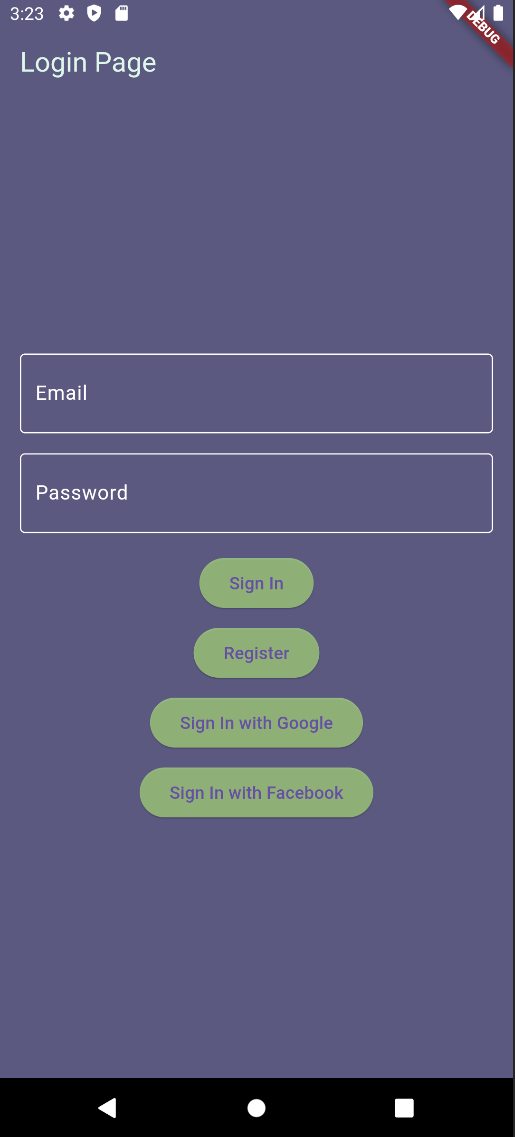 3:23
DEBUG
Login Page
Email
Password
Sign In
Register
Sign In with Google
Sign In with Facebook